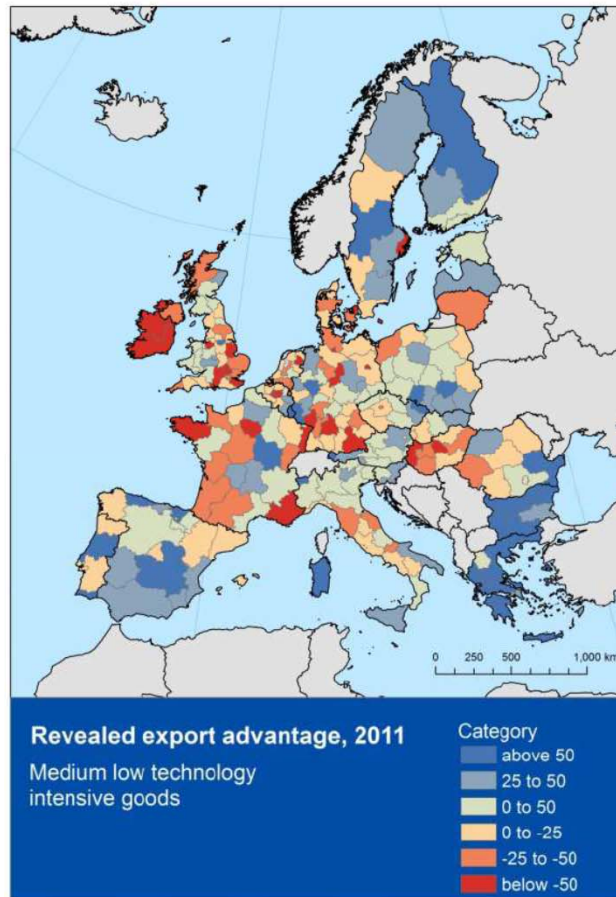 0 250 500 1,000 km
Revealed export advantage, 2011
Medium low technology
intensive goods
Category
above 50
25 to 50
0 to 50
0 to -25
-25 to -50
below -50